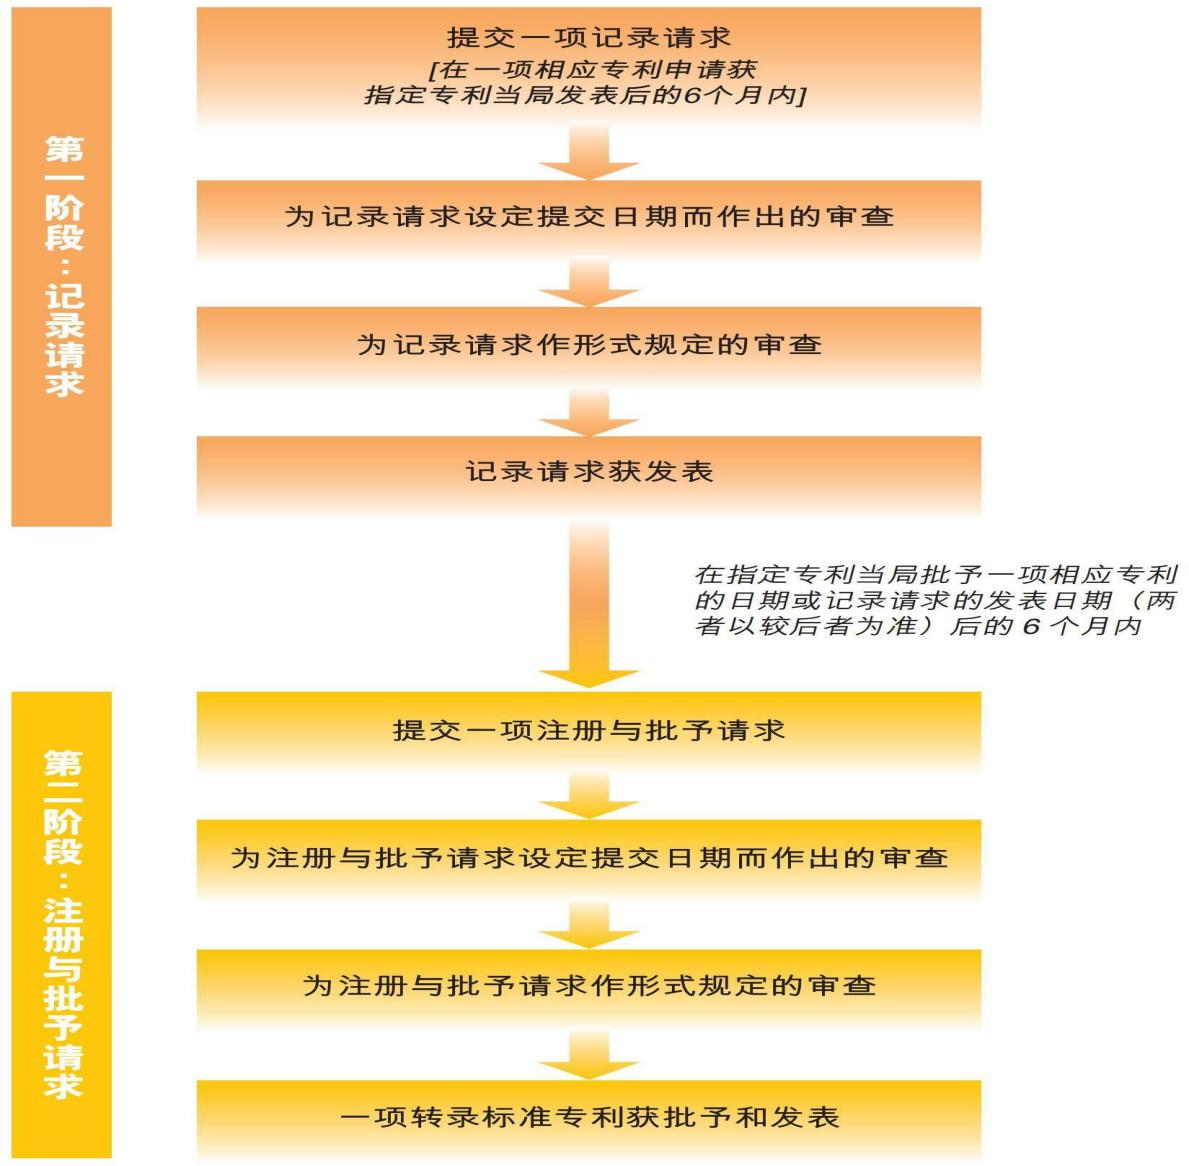 第一阶段：记录请求
提交一项记录请求
[在一项相应专利申请获
指定专利当局发表后的6个月内]
为记录请求设定提交日期而作出的审查
为记录请求作形式规定的审查
记录请求获发表
在指定专利当局批予一项相应专利
的日期或记录请求的发表日期（两
者以较后者为准）后的 6 个月内
第二阶段：注册与批予请求
提交一项注册与批予请求
为注册与批予请求设定提交日期而作出的审查
为注册与批予请求作形式规定的审查
一项转录标准专利获批予和发表